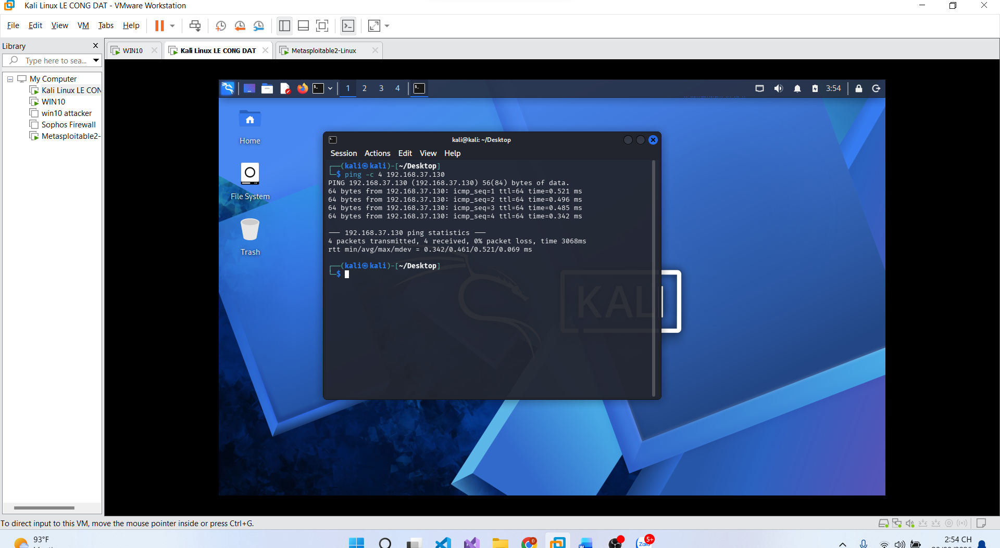 Kali Linux LE CONG DAT - VMware Workstation
File Edit View VM Tabs Help
Library
Type here to sea...
My Computer
Kali Linux LE CON
WIN10
win10 attacker
Sophos Firewall
Metasploitable2-
WIN10
Kali Linux LE CONG DAT
Metasploitable2-Linux
1 2 3 4
3:54
Home
File System
Trash
kali@kali: ~/Desktop
Session Actions Edit View Help
┌──(kali㉿kali)-[~/Desktop]
└─$ ping -c 4 192.168.37.130
PING 192.168.37.130 (192.168.37.130) 56(84) bytes of data.
64 bytes from 192.168.37.130: icmp_seq=1 ttl=64 time=0.521 ms
64 bytes from 192.168.37.130: icmp_seq=2 ttl=64 time=0.496 ms
64 bytes from 192.168.37.130: icmp_seq=3 ttl=64 time=0.485 ms
64 bytes from 192.168.37.130: icmp_seq=4 ttl=64 time=0.342 ms
--- 192.168.37.130 ping statistics ---
4 packets transmitted, 4 received, 0% packet loss, time 3068ms
rtt min/avg/max/mdev = 0.342/0.461/0.521/0.069 ms
┌──(kali㉿kali)-[~/Desktop]
└─$
KALI
To direct input to this VM, move the mouse pointer inside or press Ctrl+G.
93°F
Zalo
5+
2:54 CH